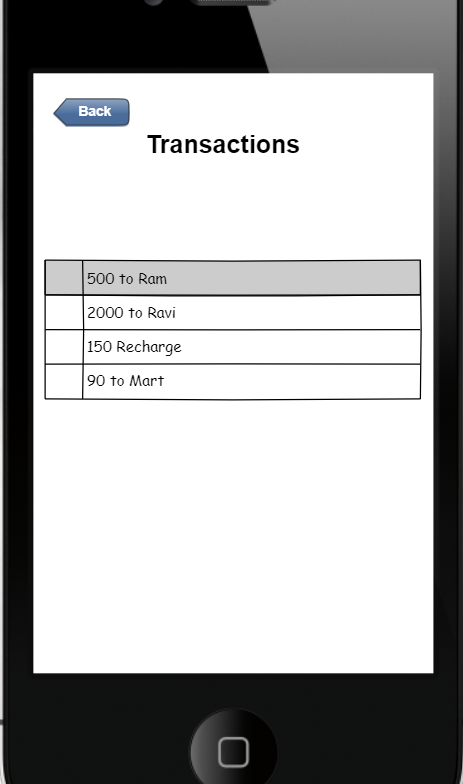 Back
Transactions
500 to Ram
2000 to Ravi
150 Recharge
90 to Mart